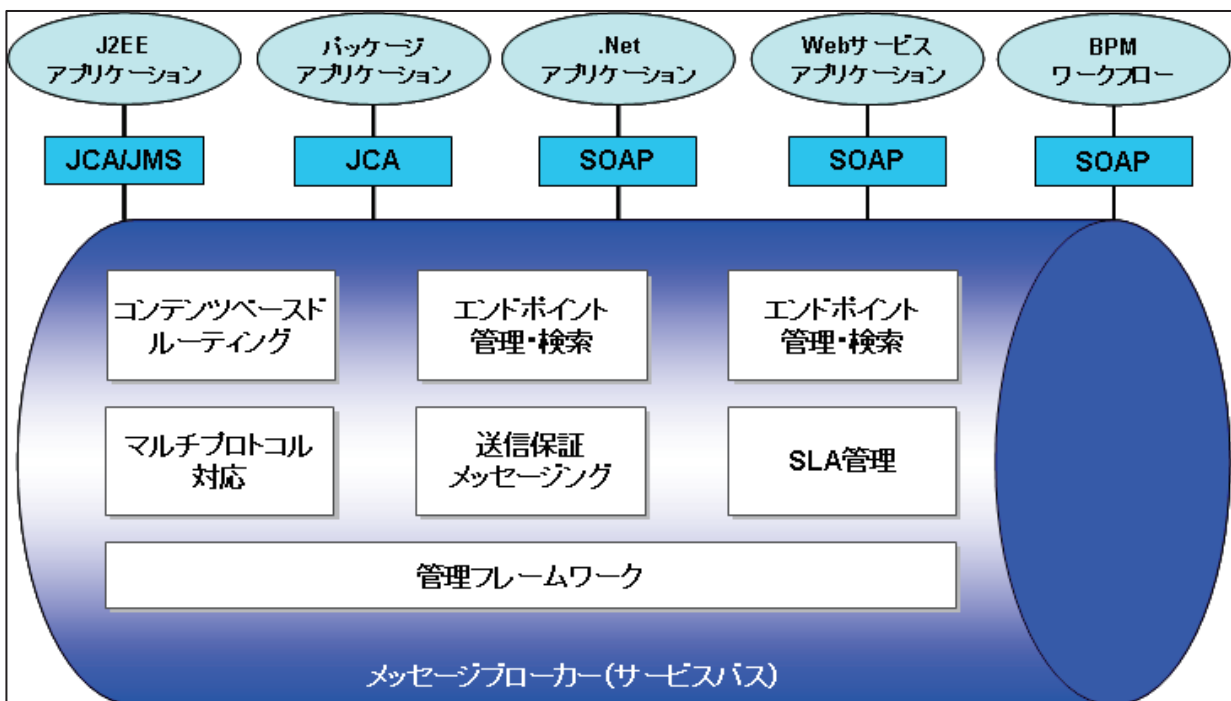 J2EE
アプリケーション
パッケージ
アプリケーション
.Net
アプリケーション
Webサービス
アプリケーション
BPM
ワークフロー
JCA/JMS
JCA
SOAP
SOAP
SOAP
コンテンツベースド
ルーティング
エンドポイント
管理・検索
エンドポイント
管理・検索
マルチプロトコル
対応
送信保証
メッセージング
SLA管理
管理フレームワーク
メッセージブローカー(サービスバス)